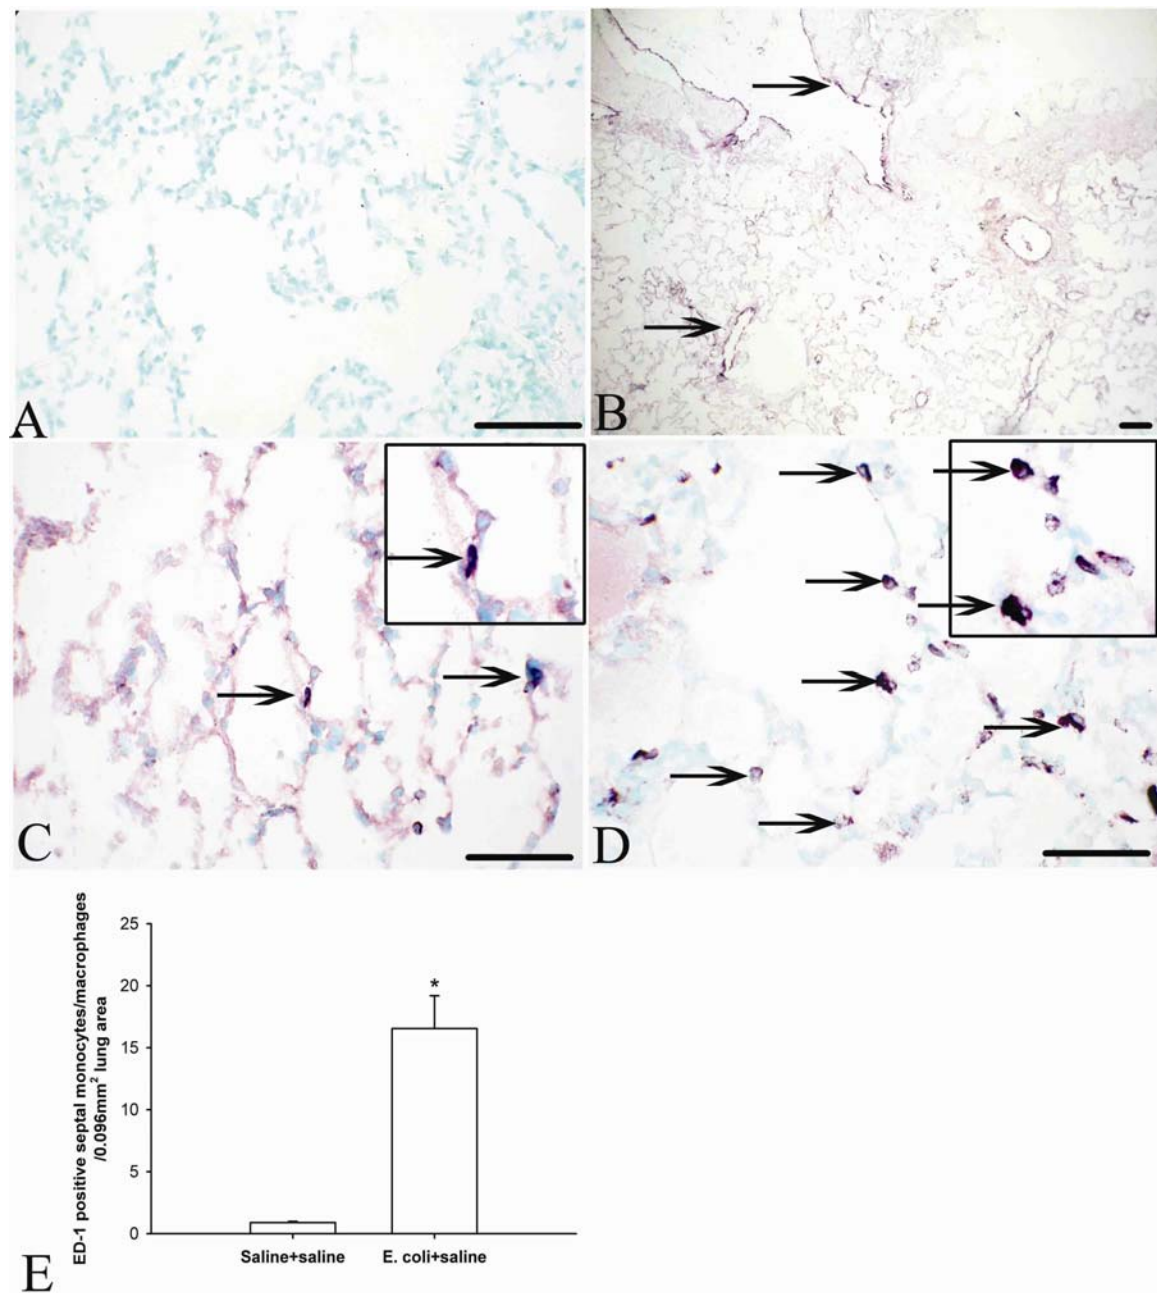 A
B
C
D
ED-1 positive septal monocytes/macrophages
/0.096mm² lung area
25
20
15
10
5
0
*
Saline+saline
E. coli+saline
E